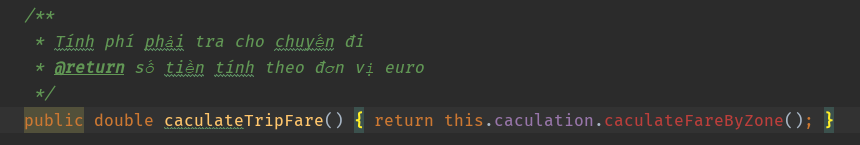 /**
* Tính phí phải tra cho chuyến đi
* @return số tiền tính theo đơn vị euro
*/
public double caculateTripFare() { return this.caculation.caculateFareByZone(); }